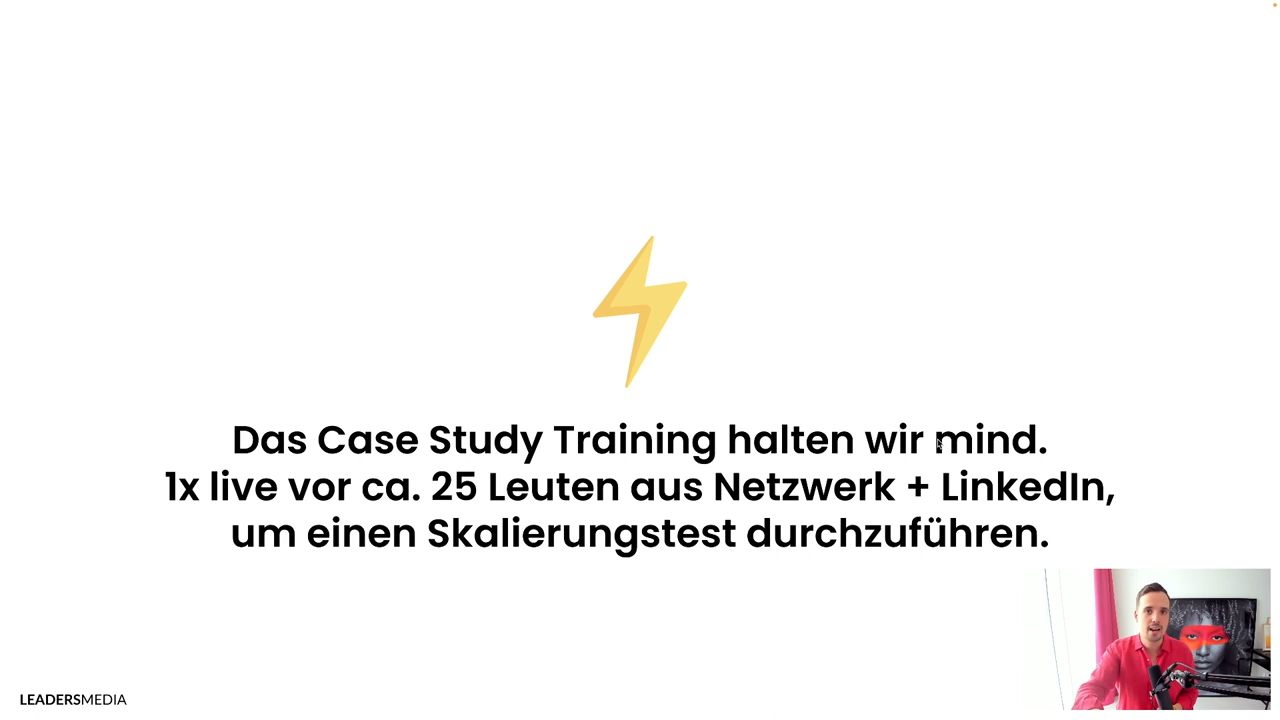 Das Case Study Training halten wir mind.
1x live vor ca. 25 Leuten aus Netzwerk + LinkedIn,
um einen Skalierungstest durchzuführen.
LEADERSMEDIA